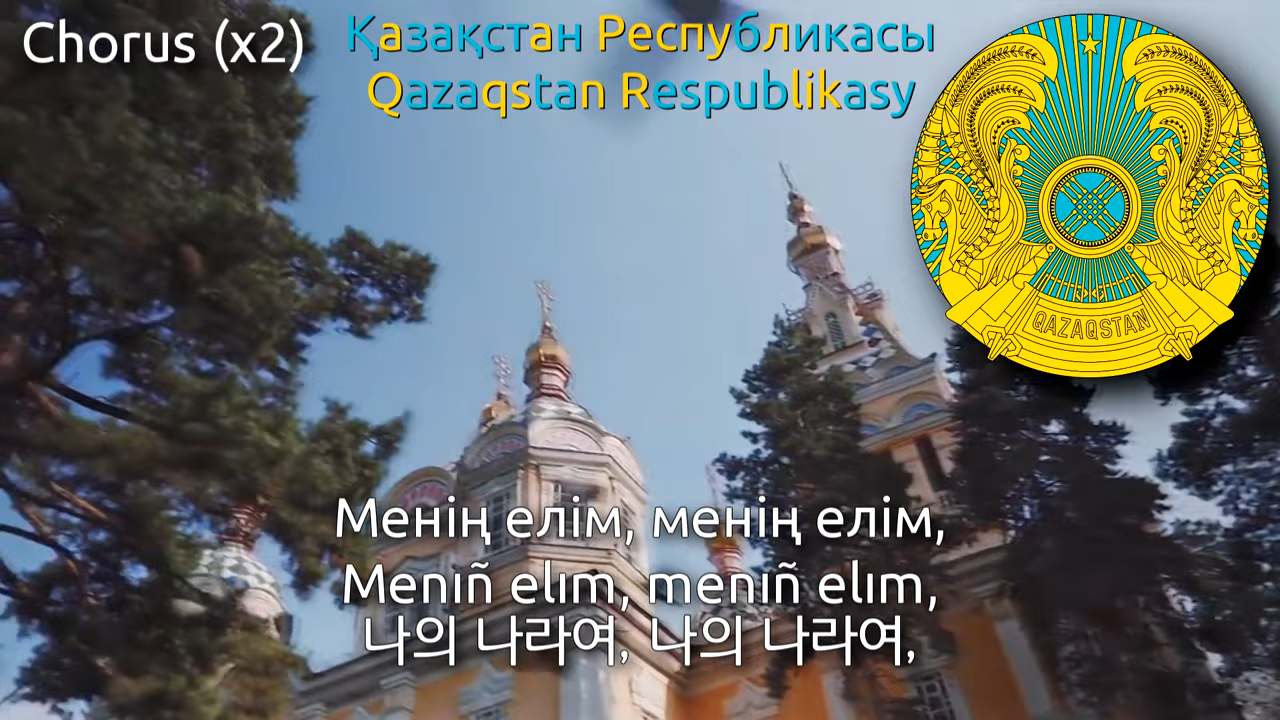 Chorus (x2)
Қазақстан Республикасы
Qazaqstan Respublikasy
QAZAQSTAN
Менің елім, менің елім,
Menıñ elım, menıñ elım,
나의 나라여, 나의 나라여,